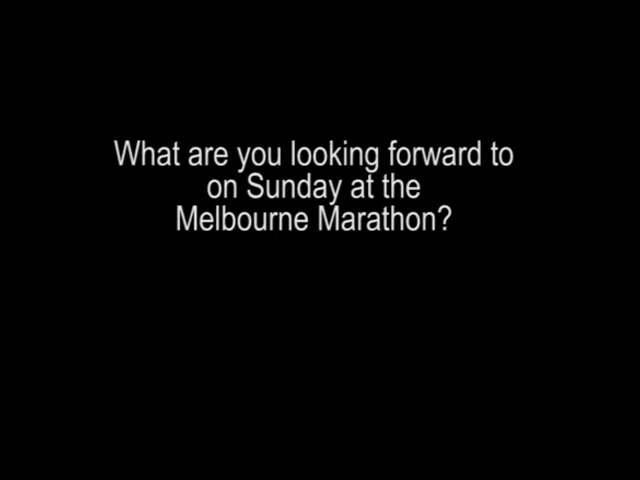 What are you looking forward to
on Sunday at the
Melbourne Marathon?